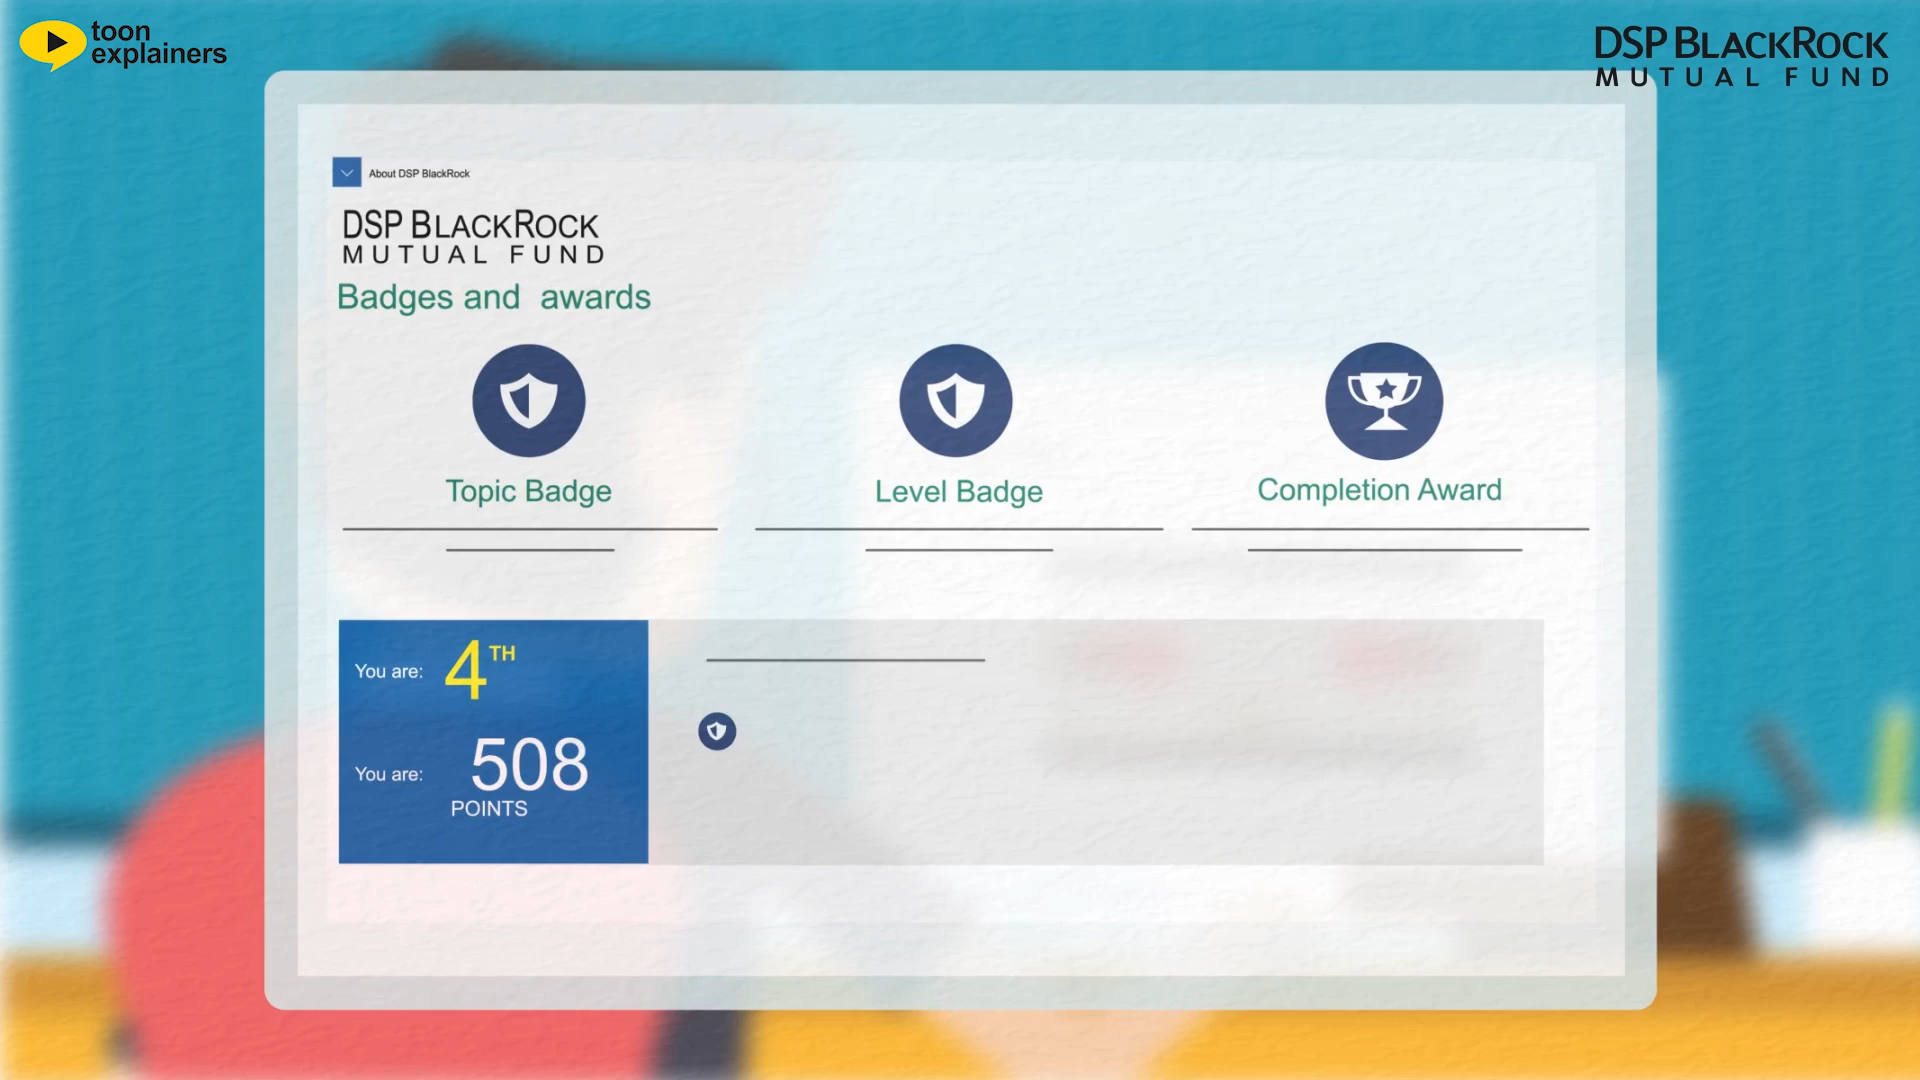 toon
explainers
DSP BLACKROCK
MUTUAL FUND
About DSP BlackRock
DSP BLACKROCK
MUTUAL FUND
Badges and awards
Topic Badge
Level Badge
Completion Award
You are: 4TH
You are: 508
POINTS